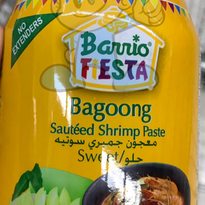 NO
EXTENDERS
Barrio
FIESTA
Bagoong
Sautéed Shrimp Paste
معجون جمبري سوتيه
Sweet/حلو